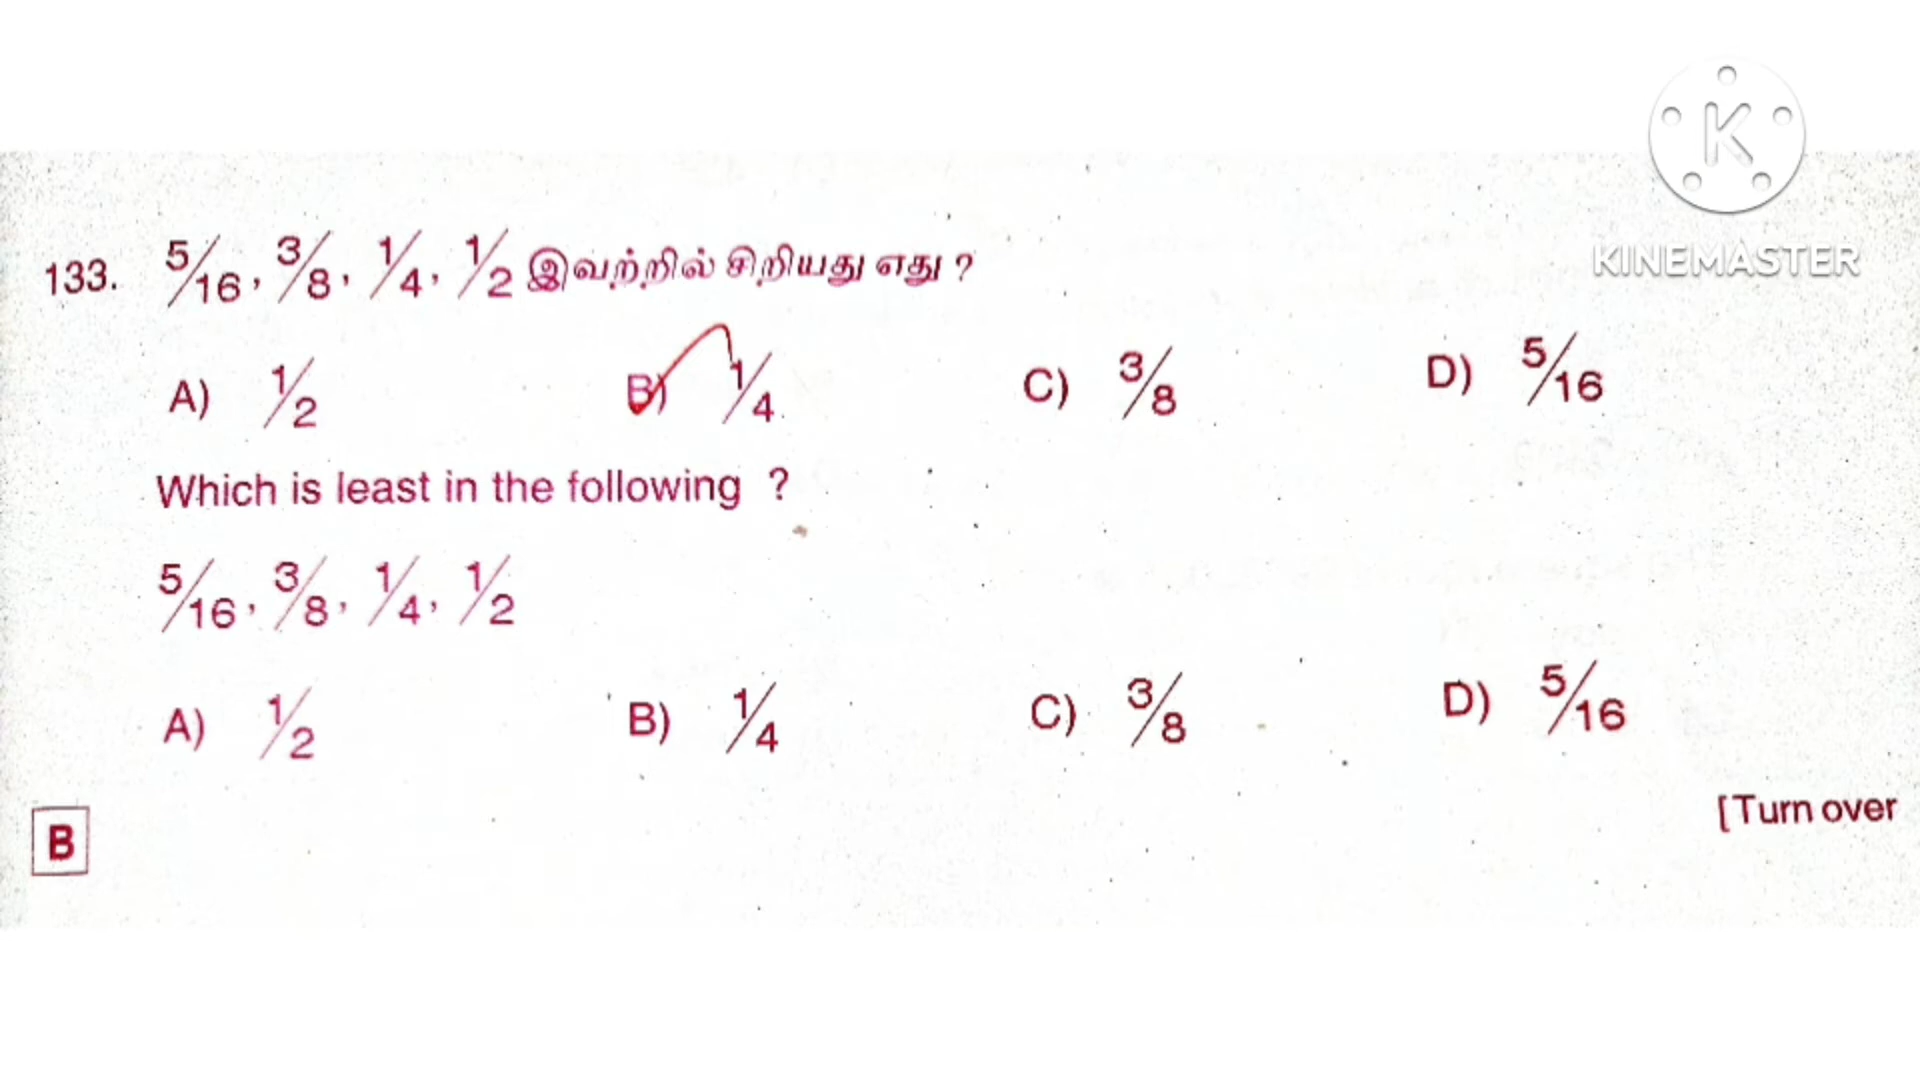 K
KINEMASTER
133. 5/16, 3/8, 1/4, 1/2 இவற்றில் சிறியது எது ?
A) 1/2 B) 1/4 C) 3/8 D) 5/16
Which is least in the following ?
5/16, 3/8, 1/4, 1/2
A) 1/2 B) 1/4 C) 3/8 D) 5/16
[Turn over
B